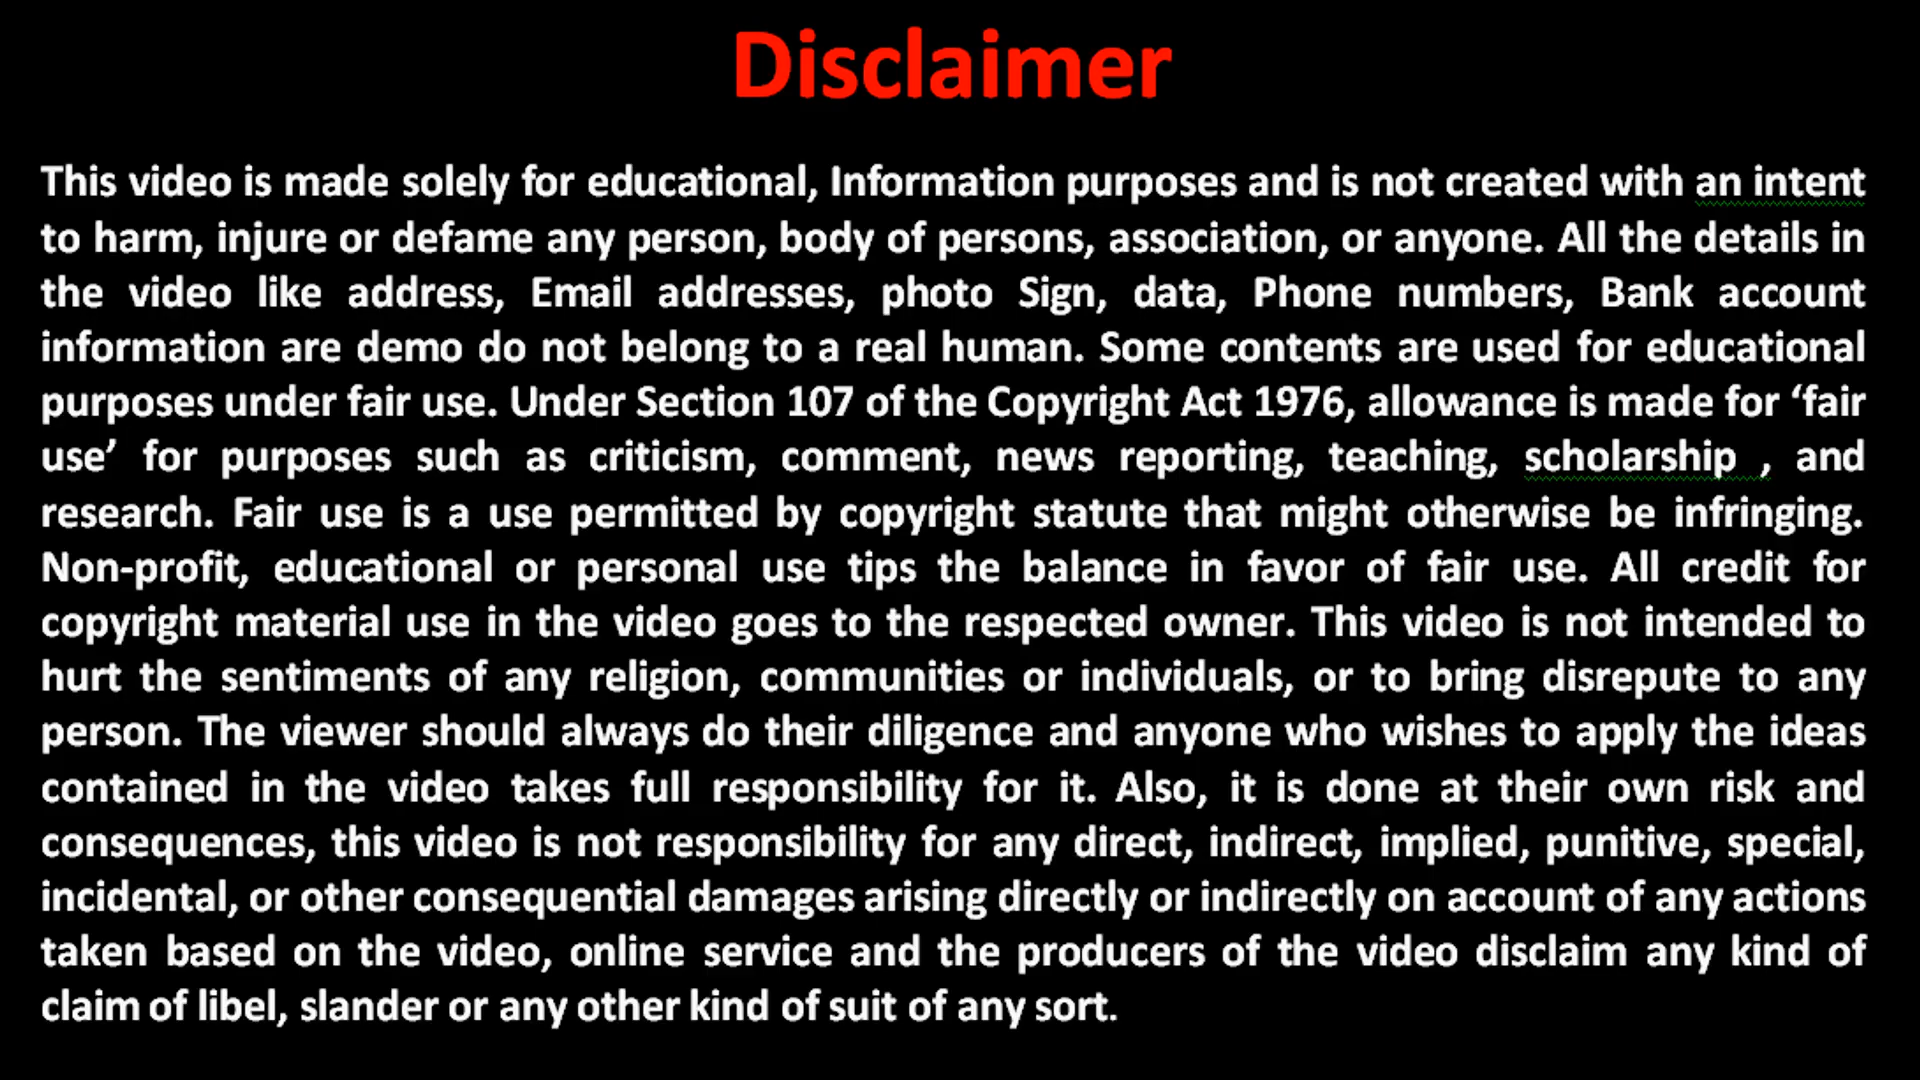 Disclaimer
This video is made solely for educational, Information purposes and is not created with an intent
to harm, injure or defame any person, body of persons, association, or anyone. All the details in
the video like address, Email addresses, photo Sign, data, Phone numbers, Bank account
information are demo do not belong to a real human. Some contents are used for educational
purposes under fair use. Under Section 107 of the Copyright Act 1976, allowance is made for ‘fair
use’ for purposes such as criticism, comment, news reporting, teaching, scholarship , and
research. Fair use is a use permitted by copyright statute that might otherwise be infringing.
Non-profit, educational or personal use tips the balance in favor of fair use. All credit for
copyright material use in the video goes to the respected owner. This video is not intended to
hurt the sentiments of any religion, communities or individuals, or to bring disrepute to any
person. The viewer should always do their diligence and anyone who wishes to apply the ideas
contained in the video takes full responsibility for it. Also, it is done at their own risk and
consequences, this video is not responsibility for any direct, indirect, implied, punitive, special,
incidental, or other consequential damages arising directly or indirectly on account of any actions
taken based on the video, online service and the producers of the video disclaim any kind of
claim of libel, slander or any other kind of suit of any sort.